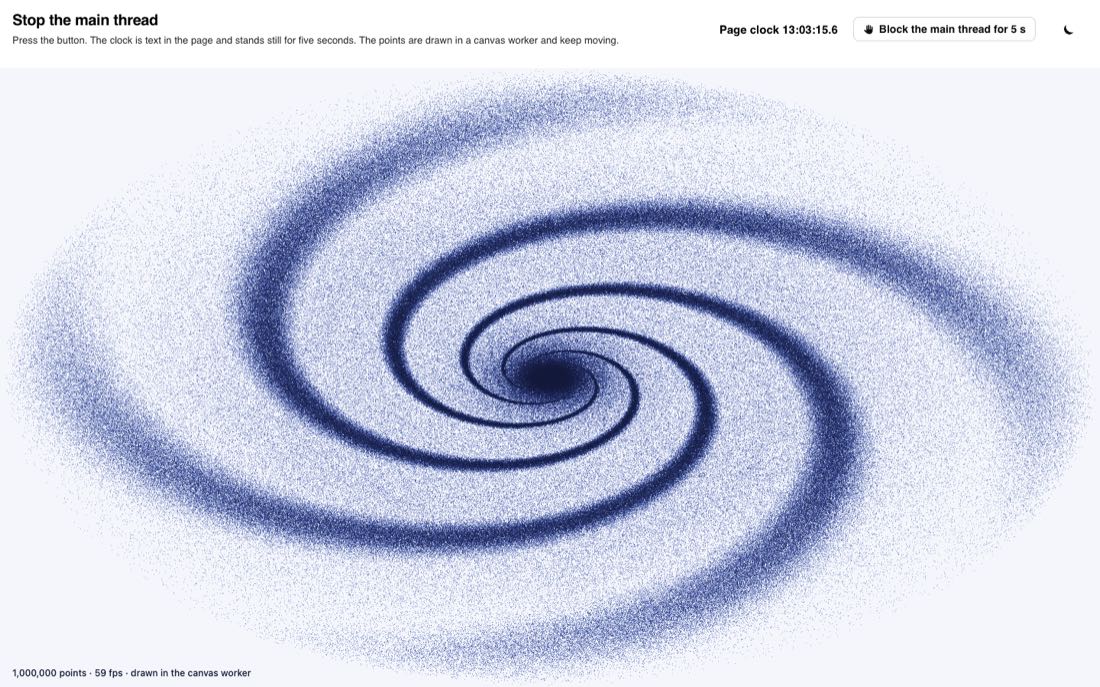 Stop the main thread
Press the button. The clock is text in the page and stands still for five seconds. The points are drawn in a canvas worker and keep moving.
Page clock 13:03:15.6
Block the main thread for 5 s
1,000,000 points · 59 fps · drawn in the canvas worker